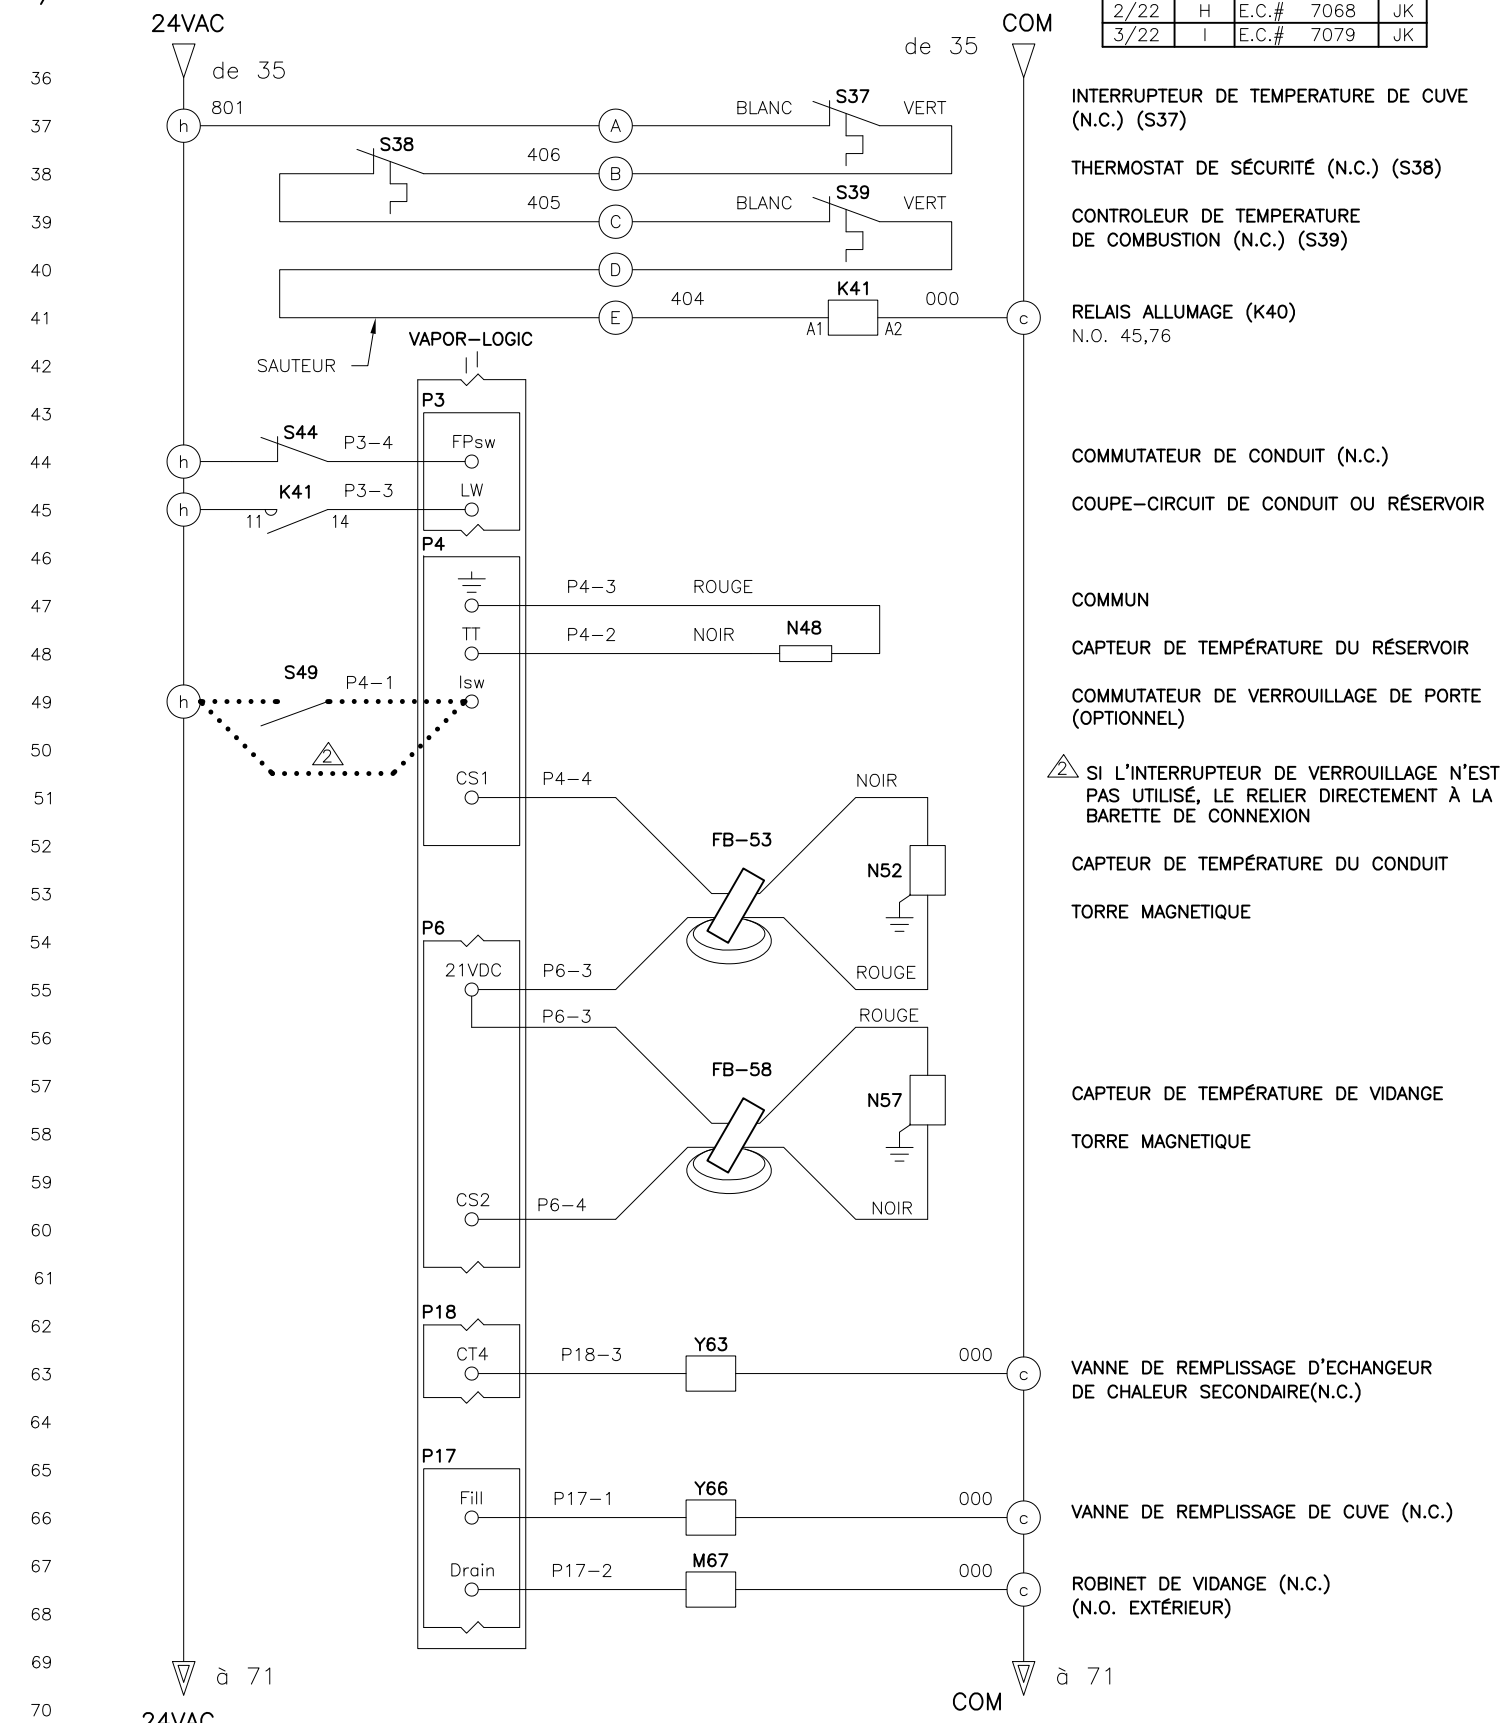 2/22 H E.C.# 7068 JK
3/22 I E.C.# 7079 JK
24VAC COM
de 35 de 35
36
801 BLANC S37 VERT INTERRUPTEUR DE TEMPERATURE DE CUVE
37 h A (N.C.) (S37)
S38 406
38 B THERMOSTAT DE SÉCURITÉ (N.C.) (S38)
405 BLANC S39 VERT
39 C CONTROLEUR DE TEMPERATURE
DE COMBUSTION (N.C.) (S39)
40 D
404 K41 000
41 E A1 A2 c RELAIS ALLUMAGE (K40)
N.O. 45,76
VAPOR-LOGIC
42 SAUTEUR
43 P3
S44 P3-4 FPsw
44 h COMMUTATEUR DE CONDUIT (N.C.)
K41 P3-3 LW
45 h 11 14 COUPE-CIRCUIT DE CONDUIT OU RÉSERVOIR
46 P4
P4-3 ROUGE
47 COMMUN
TT P4-2 NOIR N48
48 CAPTEUR DE TEMPÉRATURE DU RÉSERVOIR
S49 P4-1 Isw
49 h COMMUTATEUR DE VERROUILLAGE DE PORTE
(OPTIONNEL)
50 2
2 SI L'INTERRUPTEUR DE VERROUILLAGE N'EST
CS1 P4-4 NOIR
51 PAS UTILISÉ, LE RELIER DIRECTEMENT À LA
BARETTE DE CONNEXION
52 FB-53
N52 CAPTEUR DE TEMPÉRATURE DU CONDUIT
53
TORRE MAGNETIQUE
54 P6
21VDC P6-3 ROUGE
55
P6-3 ROUGE
56
57 FB-58
N57 CAPTEUR DE TEMPÉRATURE DE VIDANGE
58 TORRE MAGNETIQUE
59
CS2 P6-4 NOIR
60
61
62 P18
CT4 P18-3 Y63 000
63 c VANNE DE REMPLISSAGE D'ECHANGEUR
DE CHALEUR SECONDAIRE(N.C.)
64
65 P17
Fill P17-1 Y66 000
66 c VANNE DE REMPLISSAGE DE CUVE (N.C.)
67 Drain P17-2 M67 000
c ROBINET DE VIDANGE (N.C.)
68 (N.O. EXTÉRIEUR)
69 à 71 à 71
70 24VAC COM